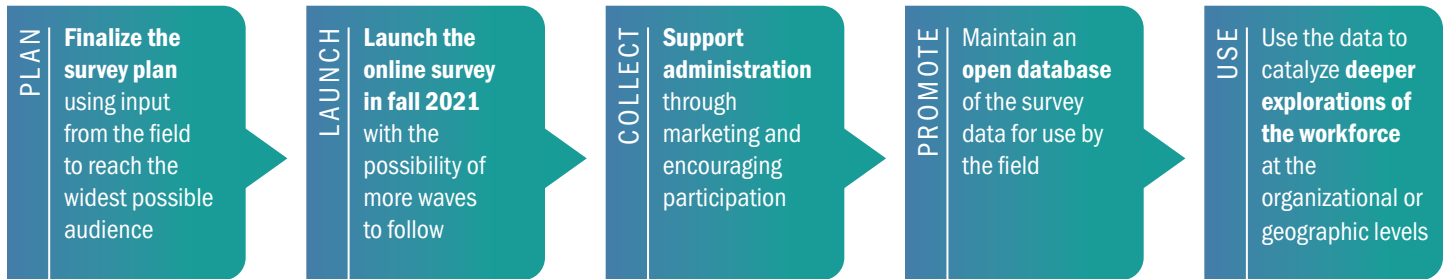 PLAN
Finalize the
survey plan
using input
from the field
to reach the
widest possible
audience
LAUNCH
Launch the
online survey
in fall 2021
with the
possibility of
more waves
to follow
COLLECT
Support
administration
through
marketing and
encouraging
participation
PROMOTE
Maintain an
open database
of the survey
data for use by
the field
USE
Use the data to
catalyze deeper
explorations of
the workforce
at the
organizational or
geographic levels